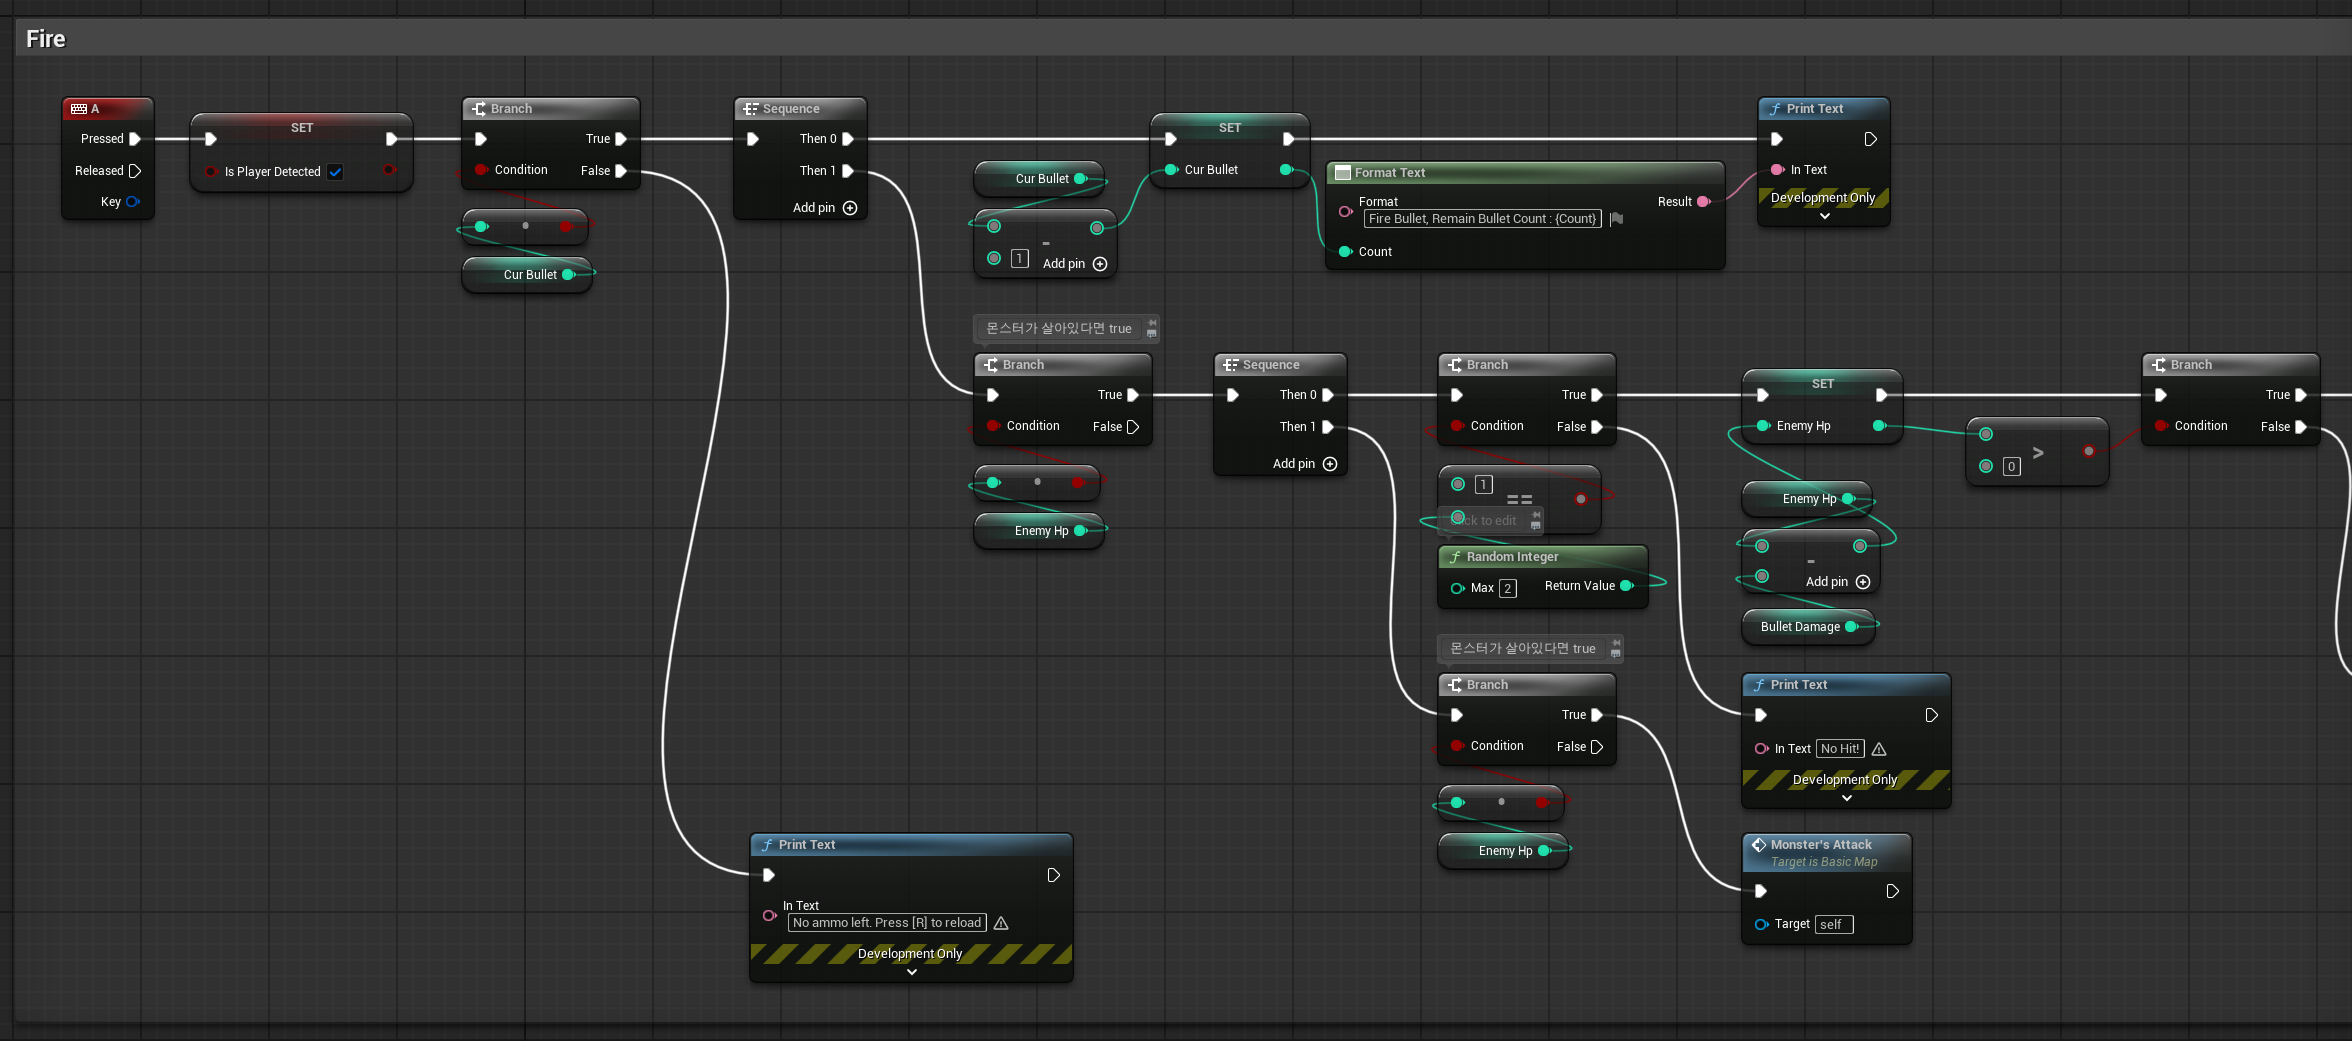 Fire
A
Pressed
Released
Key
SET
Is Player Detected
Branch
True
Condition
False
Cur Bullet
Sequence
Then 0
Then 1
Add pin
Cur Bullet
-
1
Add pin
SET
Cur Bullet
Format Text
Format
Fire Bullet, Remain Bullet Count : {Count}
Result
Count
Print Text
In Text
Development Only
몬스터가 살아있다면 true
Branch
True
Condition
False
Enemy Hp
Sequence
Then 0
Then 1
Add pin
Branch
True
Condition
False
1
==
Click to edit
Random Integer
Max 2
Return Value
SET
Enemy Hp
Enemy Hp
-
Add pin
Bullet Damage
>
0
Branch
True
Condition
False
몬스터가 살아있다면 true
Branch
True
Condition
False
Enemy Hp
Print Text
In Text No Hit!
Development Only
Monster's Attack
Target is Basic Map
Target self
Print Text
In Text
No ammo left. Press [R] to reload
Development Only